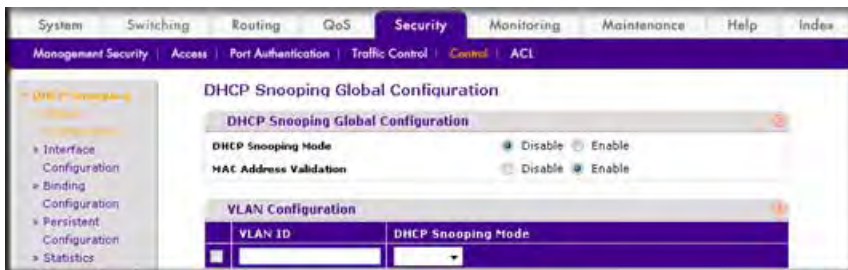 System Switching Routing QoS Security Monitoring Maintenance Help Index
Management Security Access Port Authentication Traffic Control Control ACL
DHCP Snooping
DHCP Snooping Global Configuration
DHCP Snooping Global Configuration
DHCP Snooping Mode Disable Enable
MAC Address Validation Disable Enable
» Interface
Configuration
» Binding
Configuration
» Persistent
Configuration
» Statistics
VLAN Configuration
VLAN ID DHCP Snooping Mode